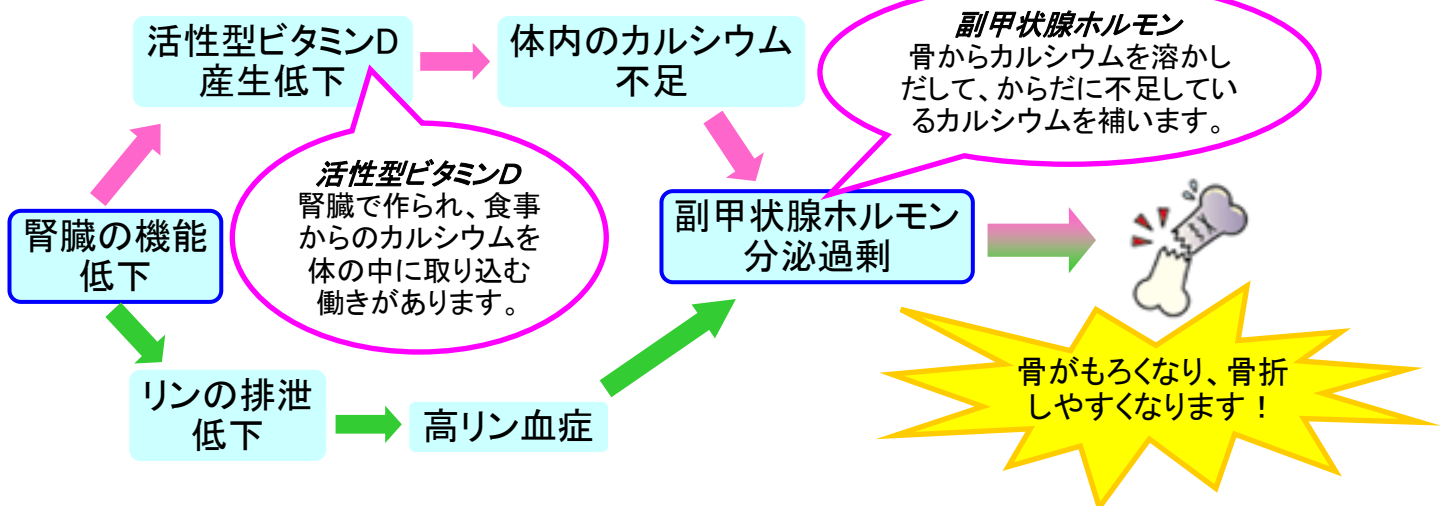 活性型ビタミンD
産生低下
体内のカルシウム
不足
副甲状腺ホルモン
骨からカルシウムを溶かし
だして、からだに不足してい
るカルシウムを補います。
活性型ビタミンD
腎臓で作られ、食事
からのカルシウムを
体の中に取り込む
働きがあります。
腎臓の機能
低下
副甲状腺ホルモン
分泌過剰
リンの排泄
低下
高リン血症
骨がもろくなり、骨折
しやすくなります！